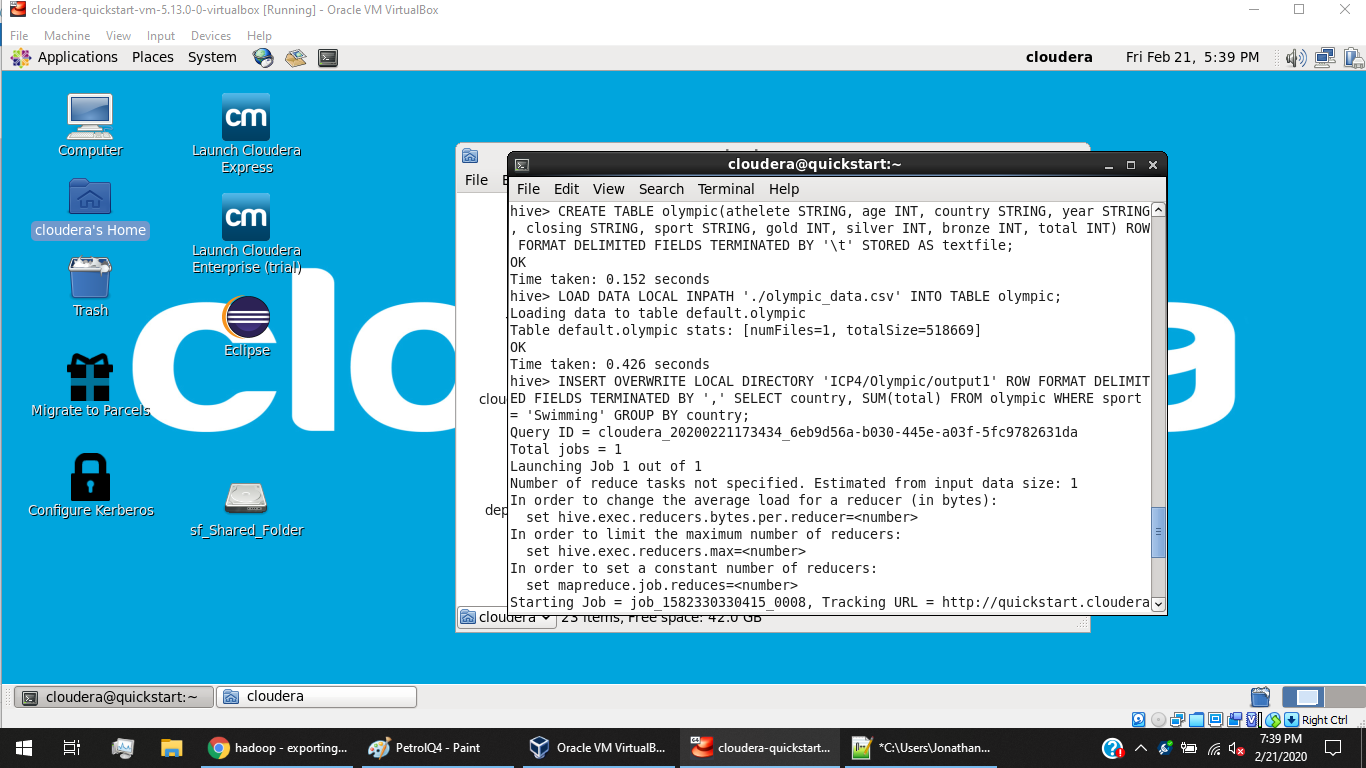 cloudera-quickstart-vm-5.13.0-0-virtualbox [Running] - Oracle VM VirtualBox
File Machine View Input Devices Help
Applications Places System
cloudera
Fri Feb 21, 5:39 PM
Computer
cloudera's Home
Trash
Migrate to Parcels
Configure Kerberos
cm
Launch Cloudera
Express
cm
Launch Cloudera
Enterprise (trial)
Eclipse
sf_Shared_Folder
File
clou
dep
cloudera
23 items, Free space: 42.0 GB
cloudera@quickstart:~
File Edit View Search Terminal Help
hive> CREATE TABLE olympic(athelete STRING, age INT, country STRING, year STRING
, closing STRING, sport STRING, gold INT, silver INT, bronze INT, total INT) ROW
 FORMAT DELIMITED FIELDS TERMINATED BY '\t' STORED AS textfile;
OK
Time taken: 0.152 seconds
hive> LOAD DATA LOCAL INPATH './olympic_data.csv' INTO TABLE olympic;
Loading data to table default.olympic
Table default.olympic stats: [numFiles=1, totalSize=518669]
OK
Time taken: 0.426 seconds
hive> INSERT OVERWRITE LOCAL DIRECTORY 'ICP4/Olympic/output1' ROW FORMAT DELIMIT
ED FIELDS TERMINATED BY ',' SELECT country, SUM(total) FROM olympic WHERE sport
= 'Swimming' GROUP BY country;
Query ID = cloudera_20200221173434_6eb9d56a-b030-445e-a03f-5fc9782631da
Total jobs = 1
Launching Job 1 out of 1
Number of reduce tasks not specified. Estimated from input data size: 1
In order to change the average load for a reducer (in bytes):
  set hive.exec.reducers.bytes.per.reducer=<number>
In order to limit the maximum number of reducers:
  set hive.exec.reducers.max=<number>
In order to set a constant number of reducers:
  set mapreduce.job.reduces=<number>
Starting Job = job_1582330330415_0008, Tracking URL = http://quickstart.cloudera
cloudera@quickstart:~
cloudera
Right Ctrl
hadoop - exporting...
PetrolQ4 - Paint
Oracle VM VirtualB...
cloudera-quickstart...
*C:\Users\Jonathan...
7:39 PM
2/21/2020